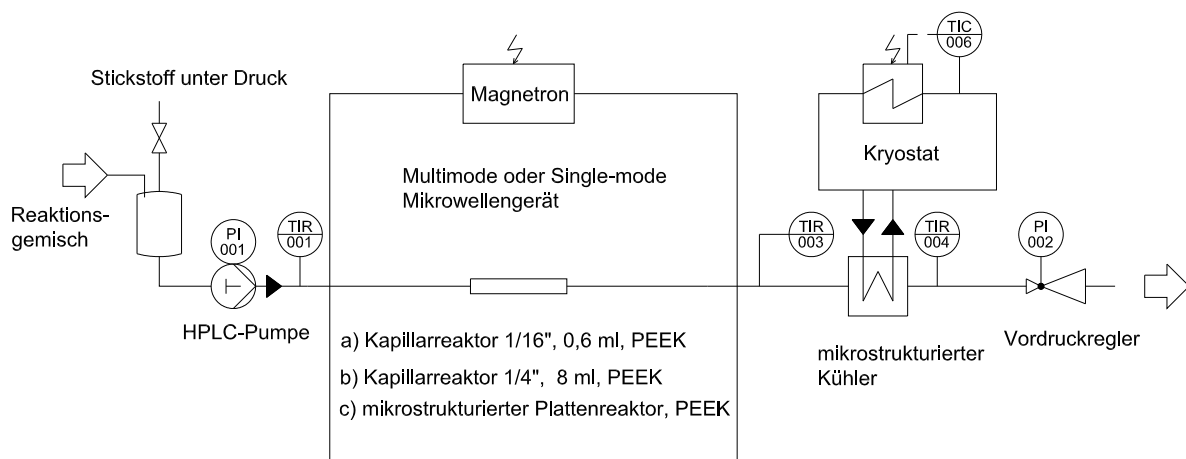 Stickstoff unter Druck
Reaktions-
gemisch
PI
001
HPLC-Pumpe
TIR
001
Magnetron
Multimode oder Single-mode
Mikrowellengerät
a) Kapillarreaktor 1/16", 0,6 ml, PEEK
b) Kapillarreaktor 1/4", 8 ml, PEEK
c) mikrostrukturierter Plattenreaktor, PEEK
TIC
006
Kryostat
TIR
003
TIR
004
mikrostrukturierter
Kühler
PI
002
Vordruckregler